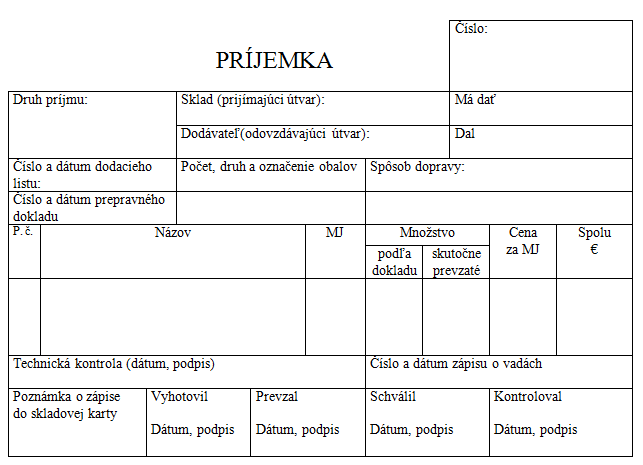 Číslo:
PRÍJEMKA
Druh príjmu:
Sklad (prijímajúci útvar):
Má dať
Dodávateľ(odovzdávajúci útvar):
Dal
Číslo a dátum dodacieho
listu:
Počet, druh a označenie obalov
Spôsob dopravy:
Číslo a dátum prepravného
dokladu
P. č.
Názov
MJ
Množstvo
Cena
za MJ
Spolu
€
podľa
dokladu
skutočne
prevzaté
Technická kontrola (dátum, podpis)
Číslo a dátum zápisu o vadách
Poznámka o zápise
do skladovej karty
Vyhotovil
Dátum, podpis
Prevzal
Dátum, podpis
Schválil
Dátum, podpis
Kontroloval
Dátum, podpis